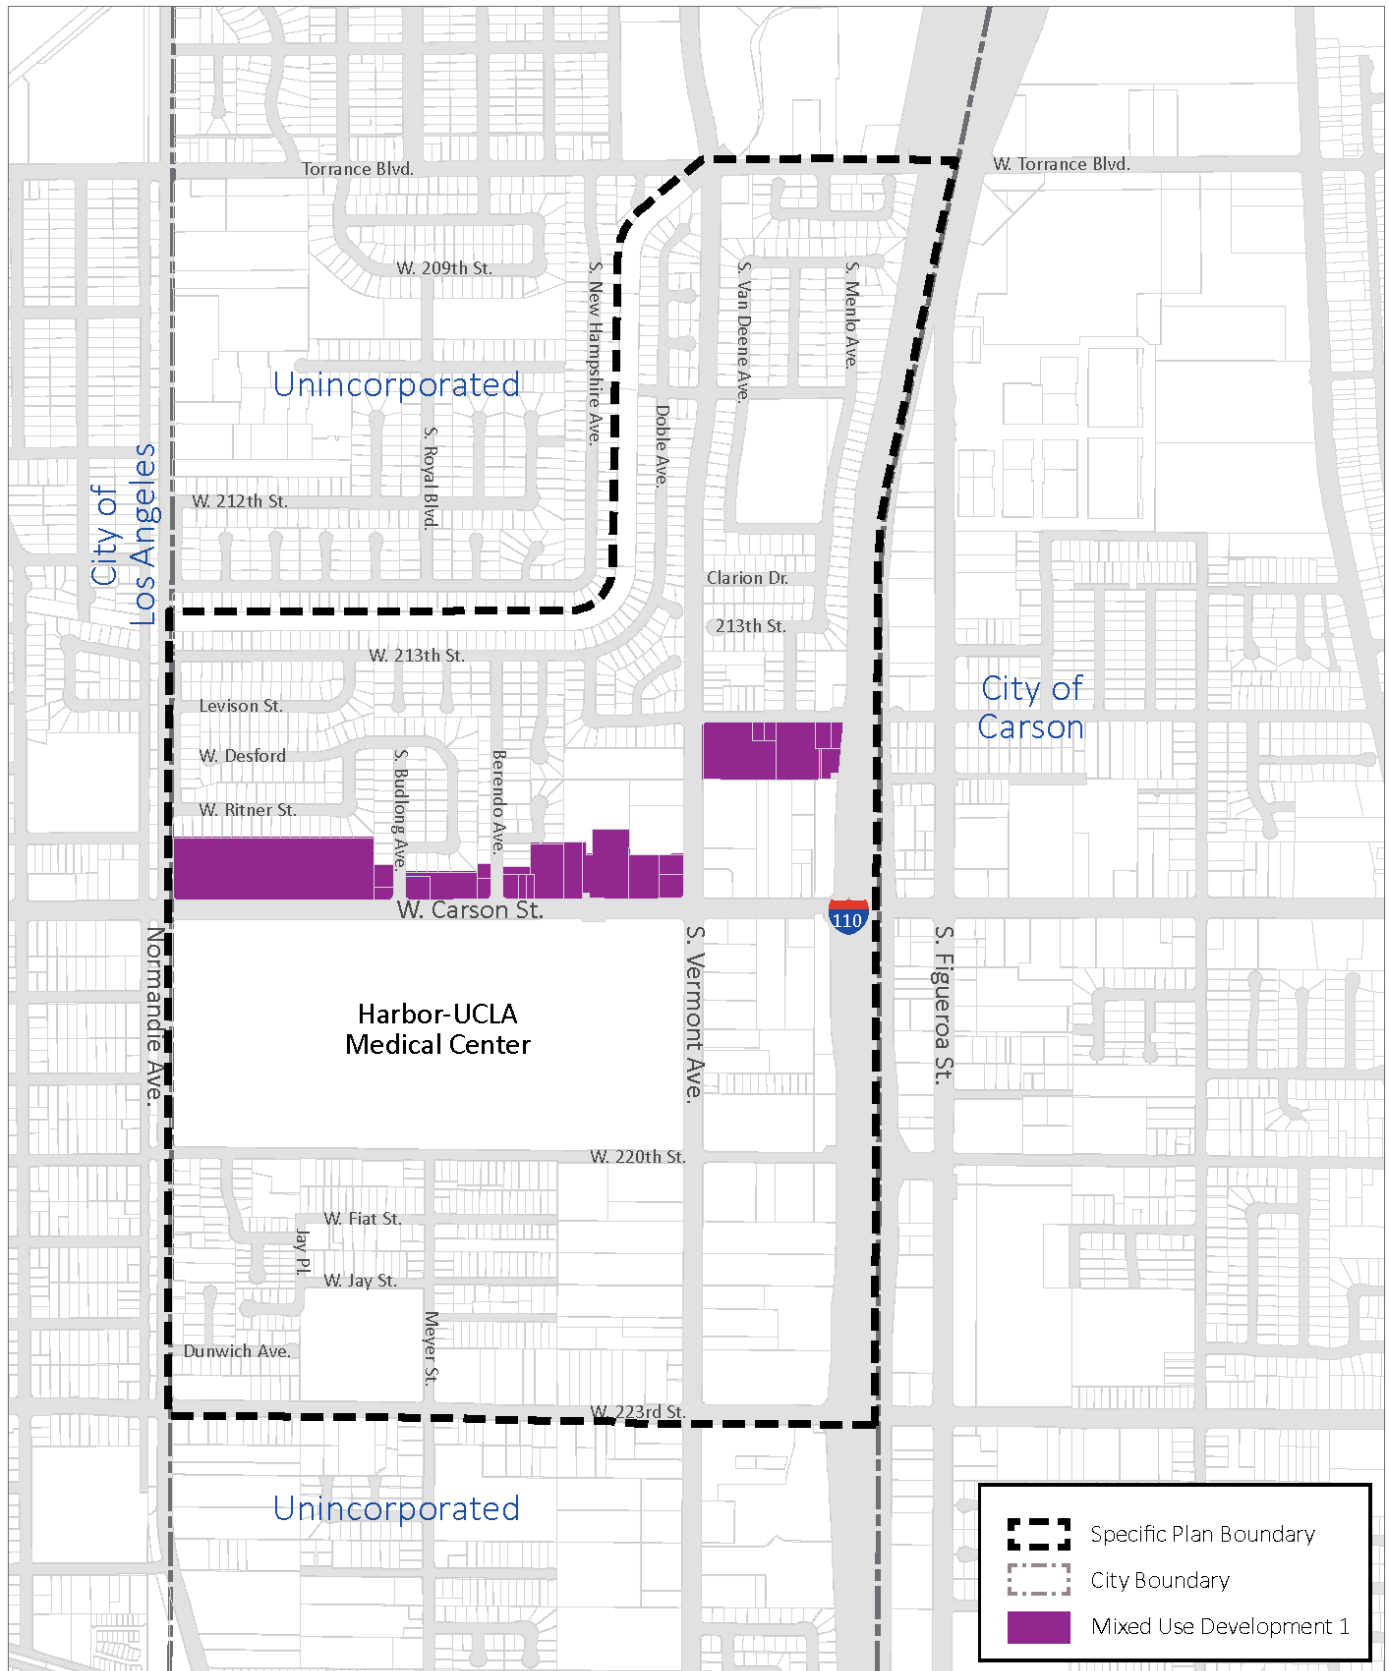 Torrance Blvd.
W. Torrance Blvd.
W. 209th St.
S. New Hampshire Ave.
S. Van Deene Ave.
S. Menlo Ave.
Unincorporated
Doble Ave.
S. Royal Blvd.
City of
Los Angeles
W. 212th St.
Clarion Dr.
213th St.
W. 213th St.
City of
Carson
Levison St.
W. Desford
S. Budlong Ave.
Berendo Ave.
W. Ritner St.
W. Carson St.
110
Normandie Ave.
S. Vermont Ave.
S. Figueroa St.
Harbor-UCLA
Medical Center
W. 220th St.
W. Fiat St.
Jay Pl.
W. Jay St.
Meyer St.
Dunwich Ave.
W. 223rd St.
Unincorporated
Specific Plan Boundary
City Boundary
Mixed Use Development 1